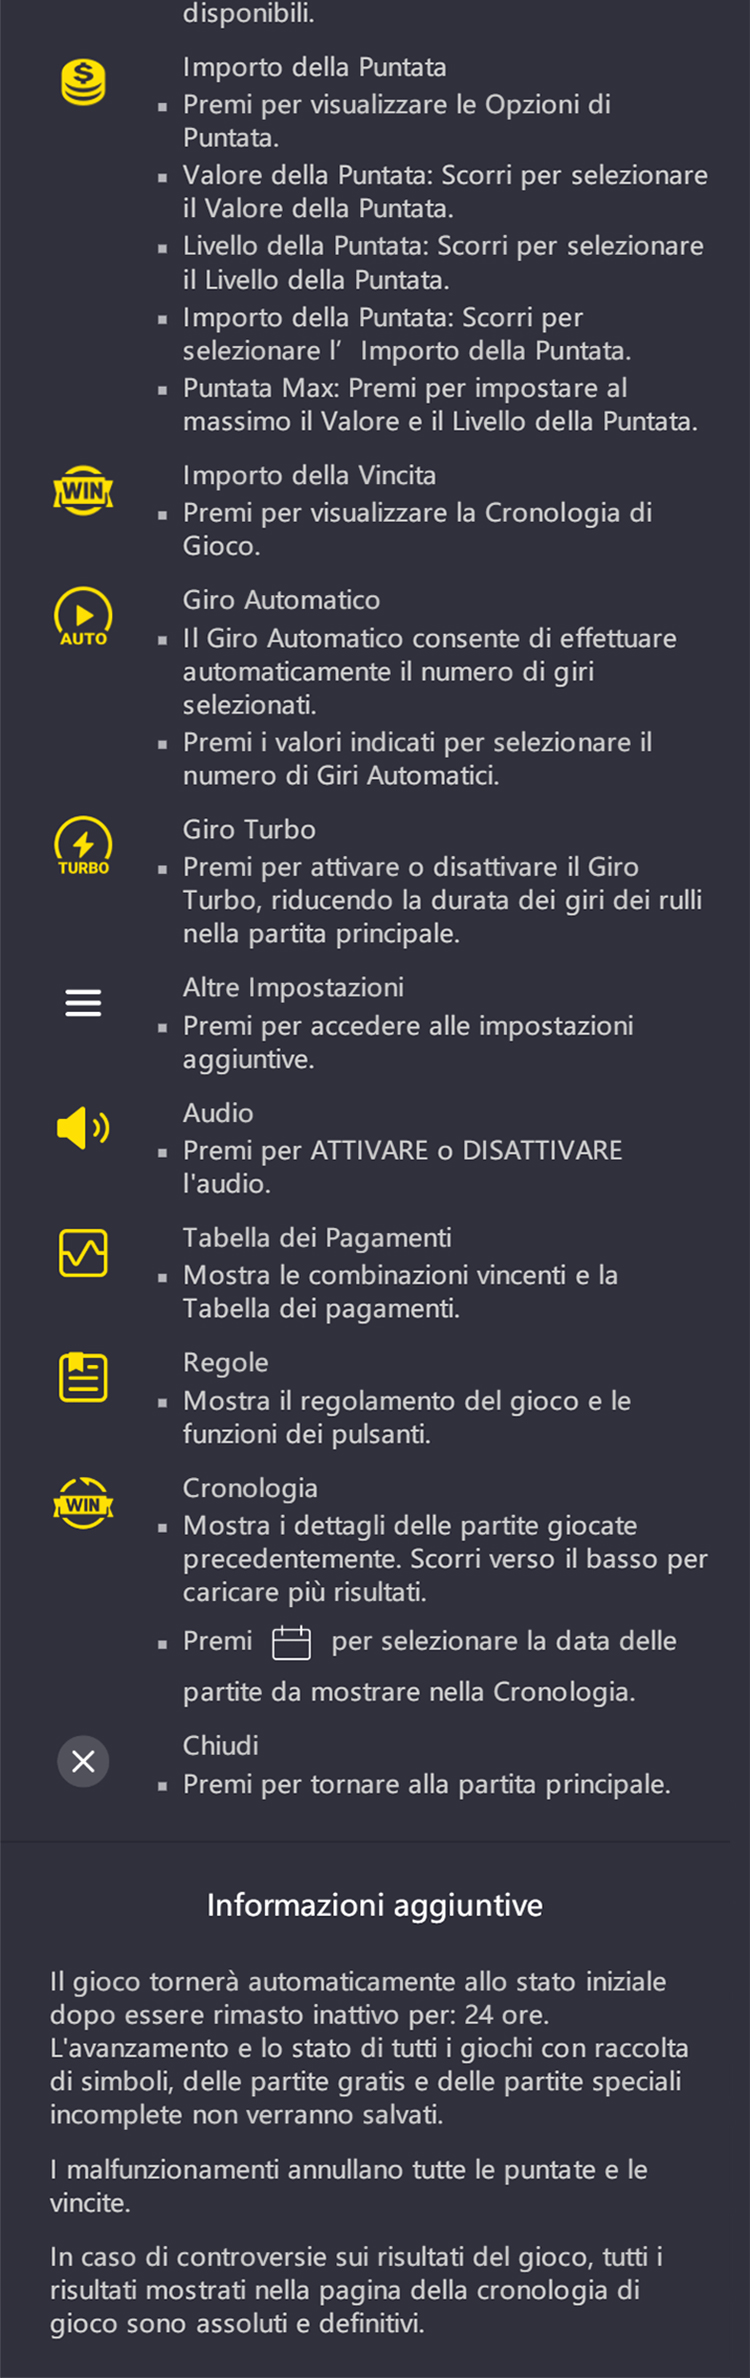 disponibili.
Importo della Puntata
▪ Premi per visualizzare le Opzioni di
Puntata.
▪ Valore della Puntata: Scorri per selezionare
il Valore della Puntata.
▪ Livello della Puntata: Scorri per selezionare
il Livello della Puntata.
▪ Importo della Puntata: Scorri per
selezionare l’ Importo della Puntata.
▪ Puntata Max: Premi per impostare al
massimo il Valore e il Livello della Puntata.
WIN
Importo della Vincita
▪ Premi per visualizzare la Cronologia di
Gioco.
AUTO
Giro Automatico
▪ Il Giro Automatico consente di effettuare
automaticamente il numero di giri
selezionati.
▪ Premi i valori indicati per selezionare il
numero di Giri Automatici.
TURBO
Giro Turbo
▪ Premi per attivare o disattivare il Giro
Turbo, riducendo la durata dei giri dei rulli
nella partita principale.
Altre Impostazioni
▪ Premi per accedere alle impostazioni
aggiuntive.
Audio
▪ Premi per ATTIVARE o DISATTIVARE
l'audio.
Tabella dei Pagamenti
▪ Mostra le combinazioni vincenti e la
Tabella dei pagamenti.
Regole
▪ Mostra il regolamento del gioco e le
funzioni dei pulsanti.
WIN
Cronologia
▪ Mostra i dettagli delle partite giocate
precedentemente. Scorri verso il basso per
caricare più risultati.
▪ Premi per selezionare la data delle
partite da mostrare nella Cronologia.
Chiudi
▪ Premi per tornare alla partita principale.
Informazioni aggiuntive
Il gioco tornerà automaticamente allo stato iniziale
dopo essere rimasto inattivo per: 24 ore.
L'avanzamento e lo stato di tutti i giochi con raccolta
di simboli, delle partite gratis e delle partite speciali
incomplete non verranno salvati.
I malfunzionamenti annullano tutte le puntate e le
vincite.
In caso di controversie sui risultati del gioco, tutti i
risultati mostrati nella pagina della cronologia di
gioco sono assoluti e definitivi.